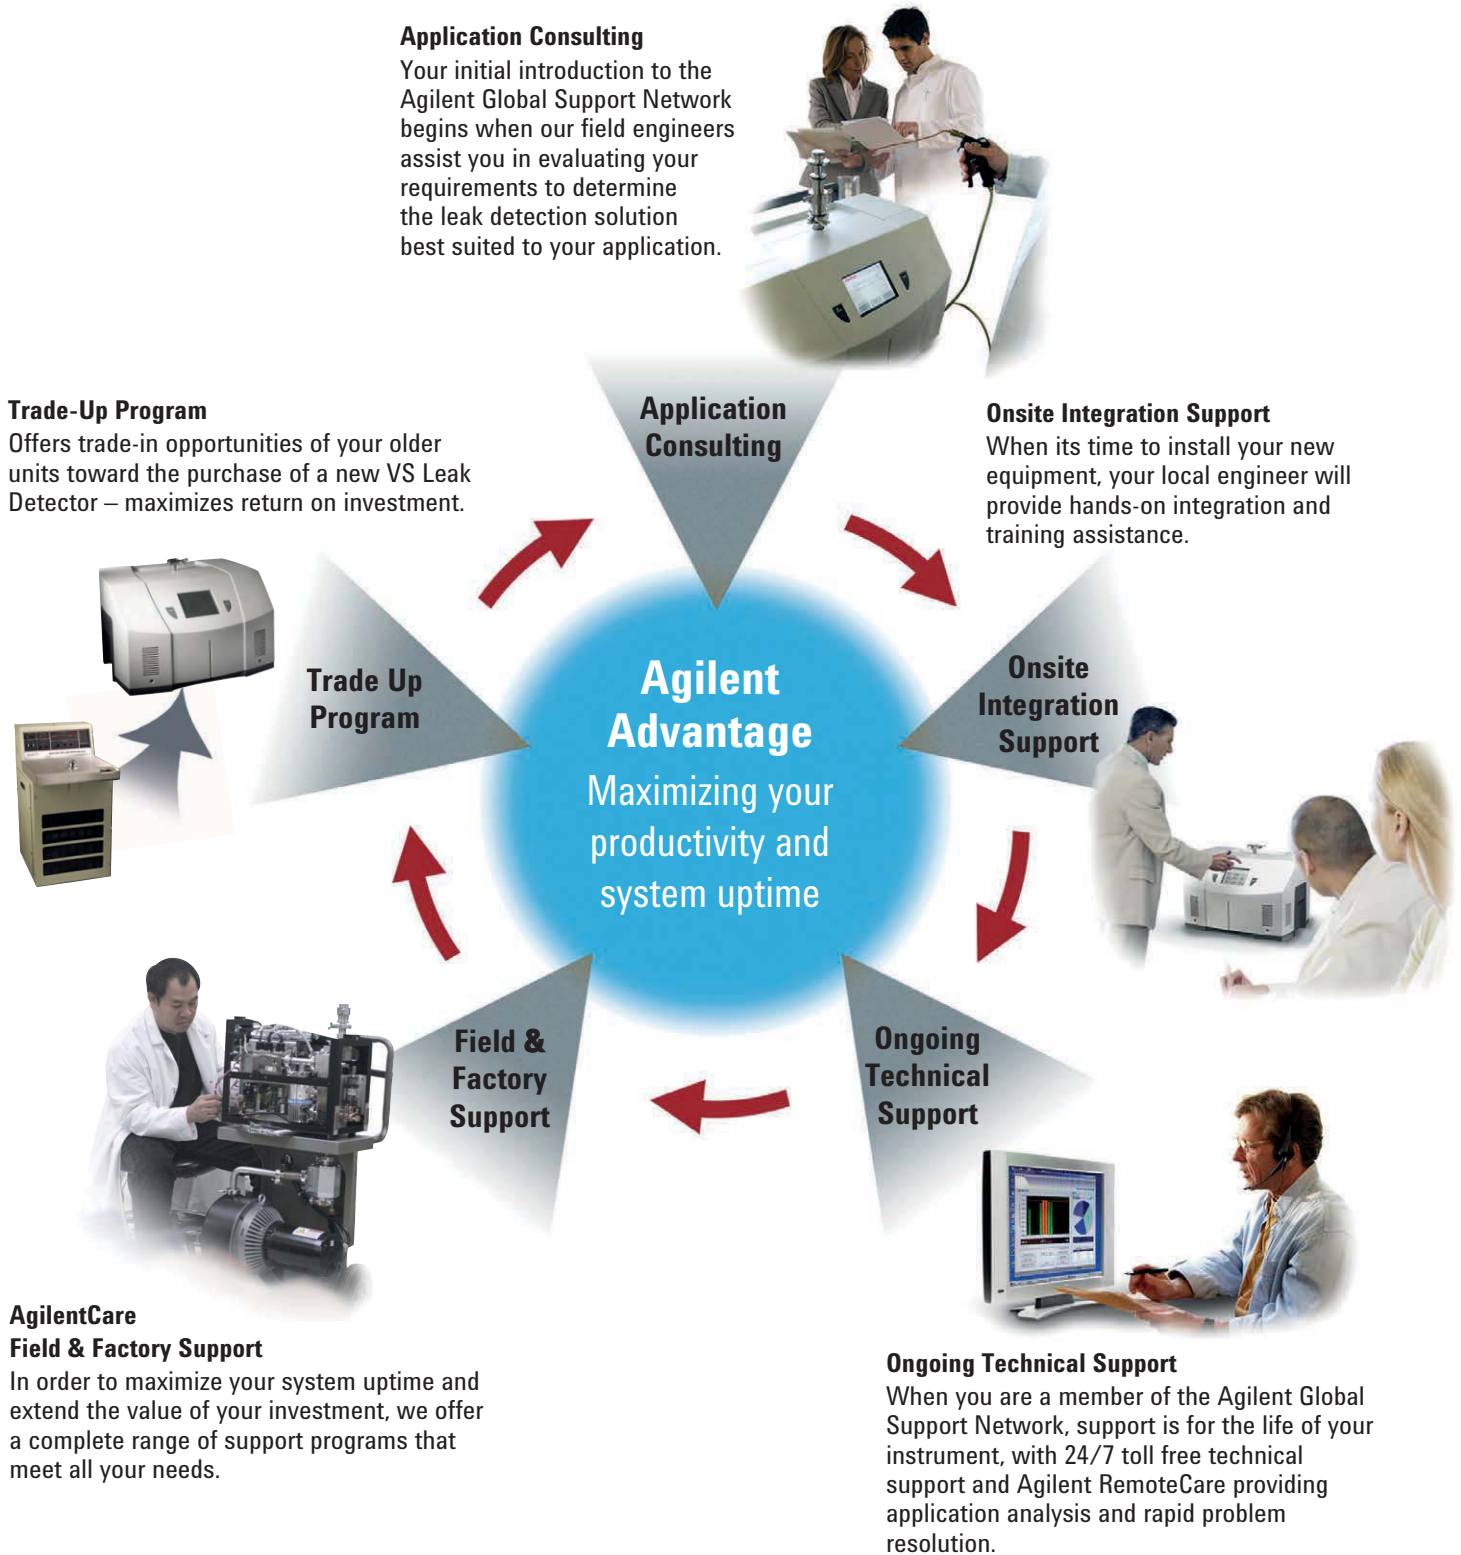 Application Consulting
Your initial introduction to the
Agilent Global Support Network
begins when our field engineers
assist you in evaluating your
requirements to determine
the leak detection solution
best suited to your application.
Trade-Up Program
Offers trade-in opportunities of your older
units toward the purchase of a new VS Leak
Detector – maximizes return on investment.
Application
Consulting
Onsite Integration Support
When its time to install your new
equipment, your local engineer will
provide hands-on integration and
training assistance.
Trade Up
Program
Agilent
Advantage
Maximizing your
productivity and
system uptime
Onsite
Integration
Support
Field &
Factory
Support
Ongoing
Technical
Support
AgilentCare
Field & Factory Support
In order to maximize your system uptime and
extend the value of your investment, we offer
a complete range of support programs that
meet all your needs.
Ongoing Technical Support
When you are a member of the Agilent Global
Support Network, support is for the life of your
instrument, with 24/7 toll free technical
support and Agilent RemoteCare providing
application analysis and rapid problem
resolution.